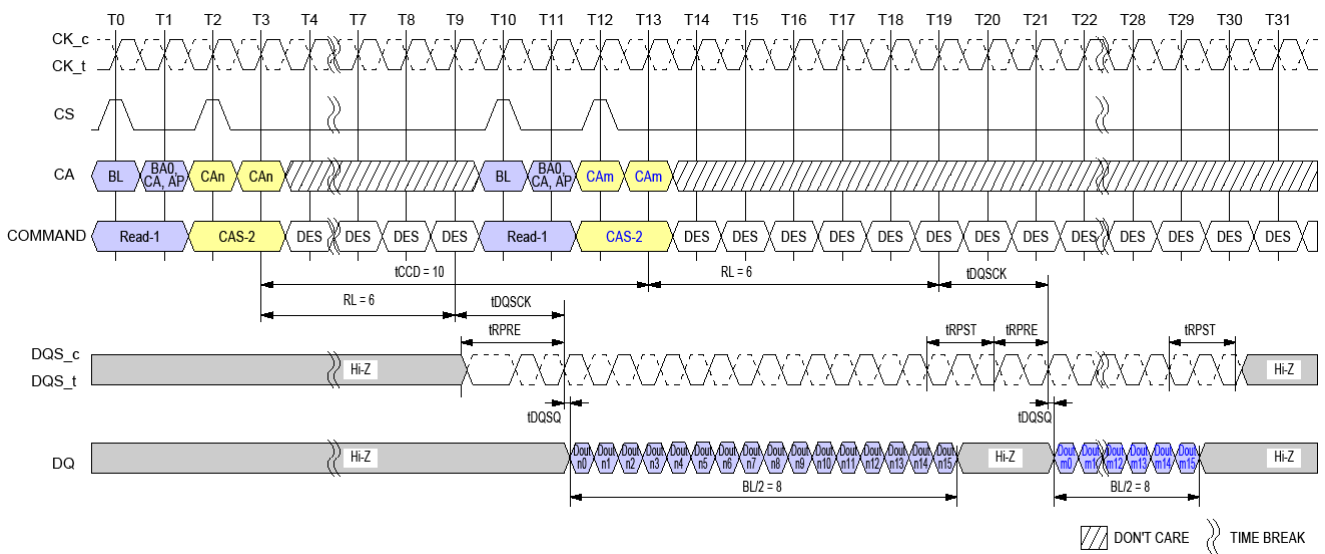 T0 T1 T2 T3 T4 T7 T8 T9 T10 T11 T12 T13 T14 T15 T16 T17 T18 T19 T20 T21 T22 T28 T29 T30 T31
CK_c
CK_t
CS
CA BL BA0, CA, AP CAn CAn BL BA0, CA, AP CAm CAm
COMMAND Read-1 CAS-2 DES DES DES DES Read-1 CAS-2 DES DES DES DES DES DES DES DES DES DES DES DES DES
tCCD = 10 RL = 6 tDQSCK
RL = 6 tDQSCK
tRPRE tRPST tRPRE tRPST
DQS_c
DQS_t
Hi-Z Hi-Z
tDQSQ tDQSQ
DQ Hi-Z Dout n0 Dout n1 Dout n2 Dout n3 Dout n4 Dout n5 Dout n6 Dout n7 Dout n8 Dout n9 Dout n10 Dout n11 Dout n12 Dout n13 Dout n14 Dout n15 Hi-Z Dout m0 Dout m1 Dout m12 Dout m13 Dout m14 Dout m15 Hi-Z
BL/2 = 8 BL/2 = 8
DON'T CARE TIME BREAK